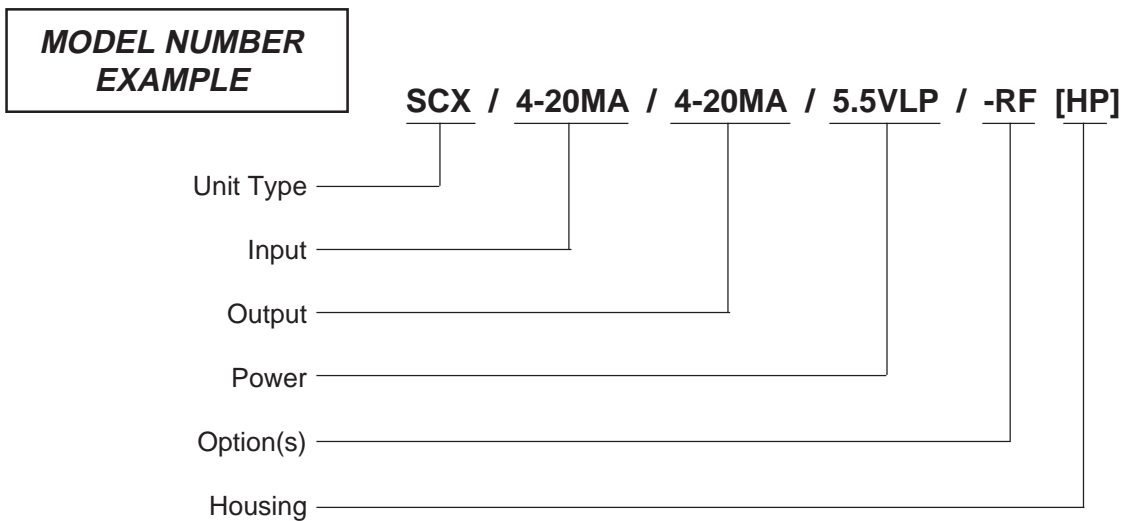 MODEL NUMBER
EXAMPLE
SCX / 4-20MA / 4-20MA / 5.5VLP / -RF [HP]
Unit Type
Input
Output
Power
Option(s)
Housing